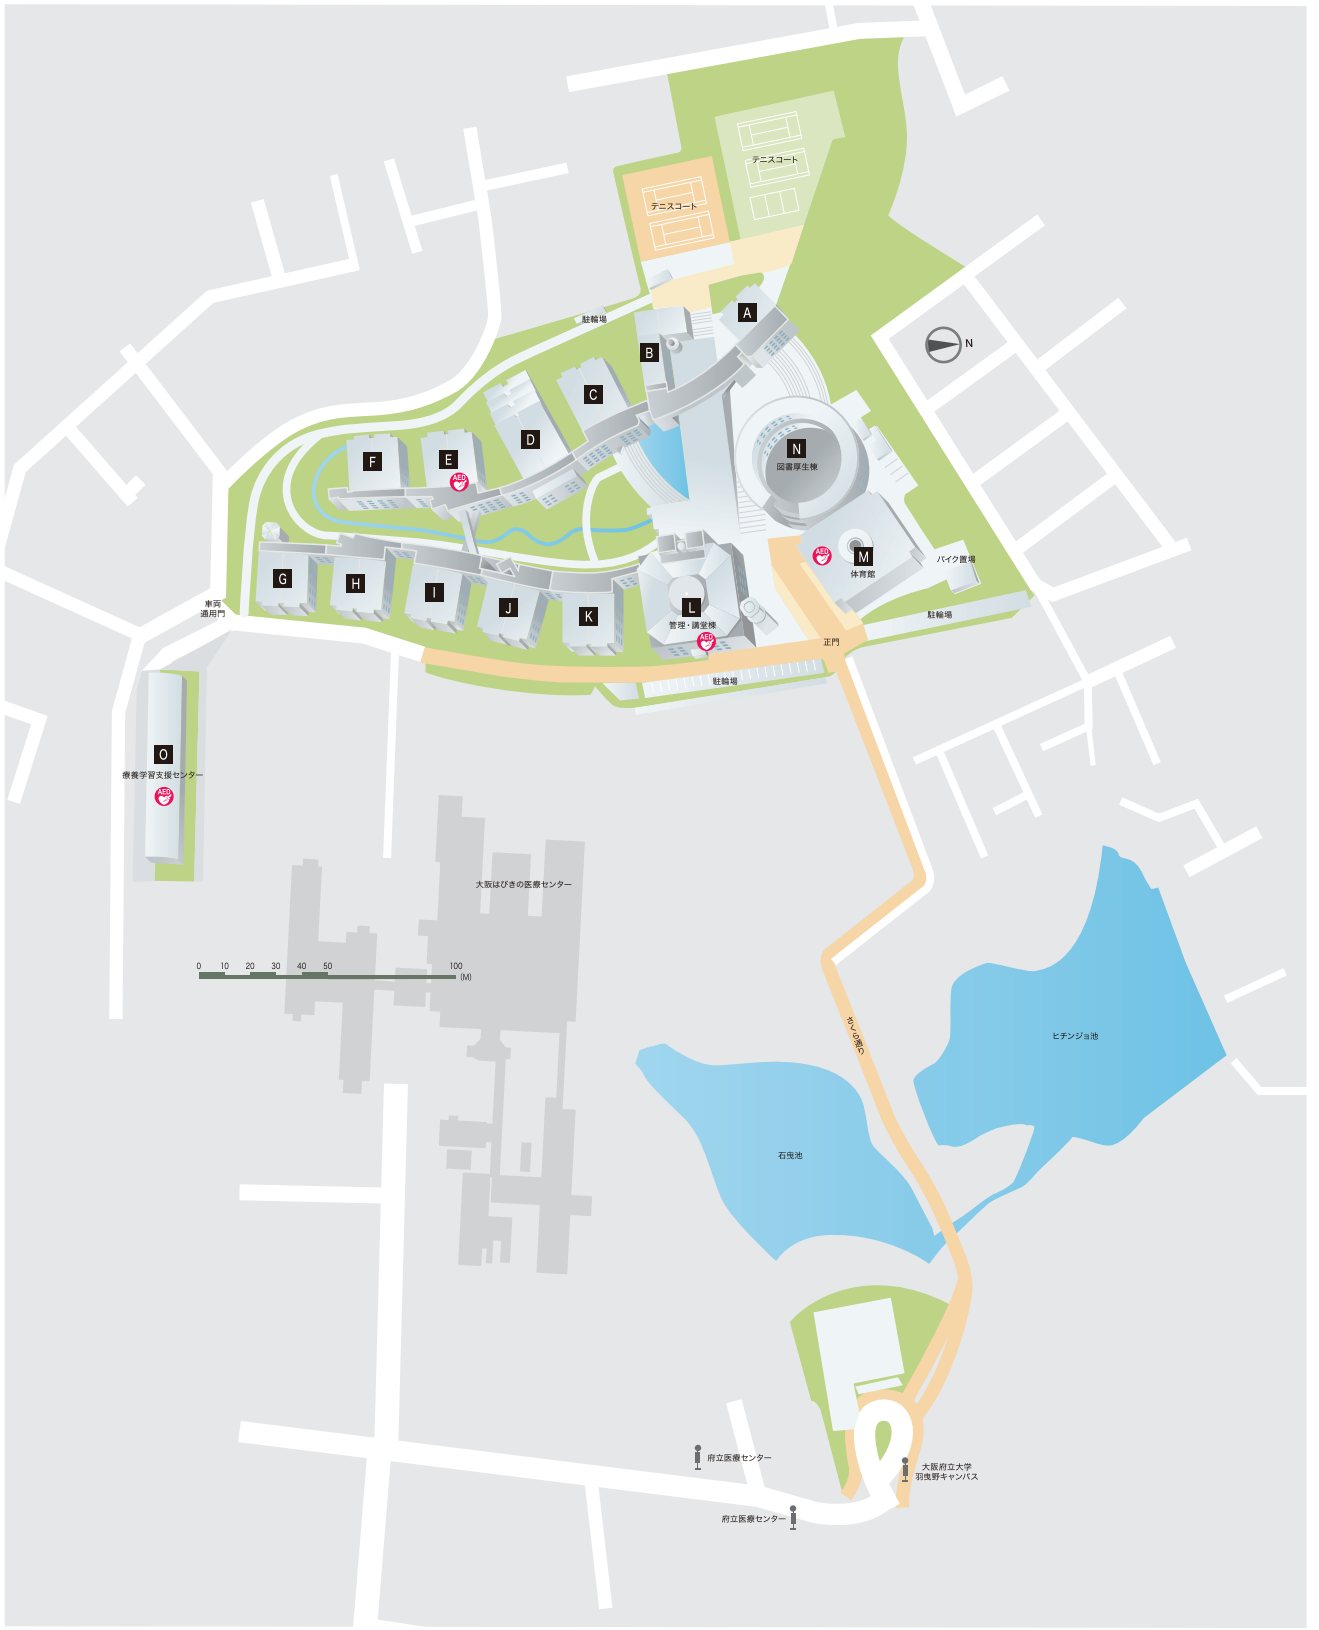 テニスコート
テニスコート
駐輪場
A
B
N
C
D
N
図書厚生棟
F
E
AED
AED
M
体育館
バイク置場
G
H
I
J
K
L
管理・講堂棟
AED
車両
通用門
駐輪場
正門
駐輪場
O
療養学習支援センター
AED
大阪はびきの医療センター
0 10 20 30 40 50 100
(M)
さくら通り
ヒチンジョ池
石曳池
府立医療センター
大阪府立大学
羽曳野キャンパス
府立医療センター